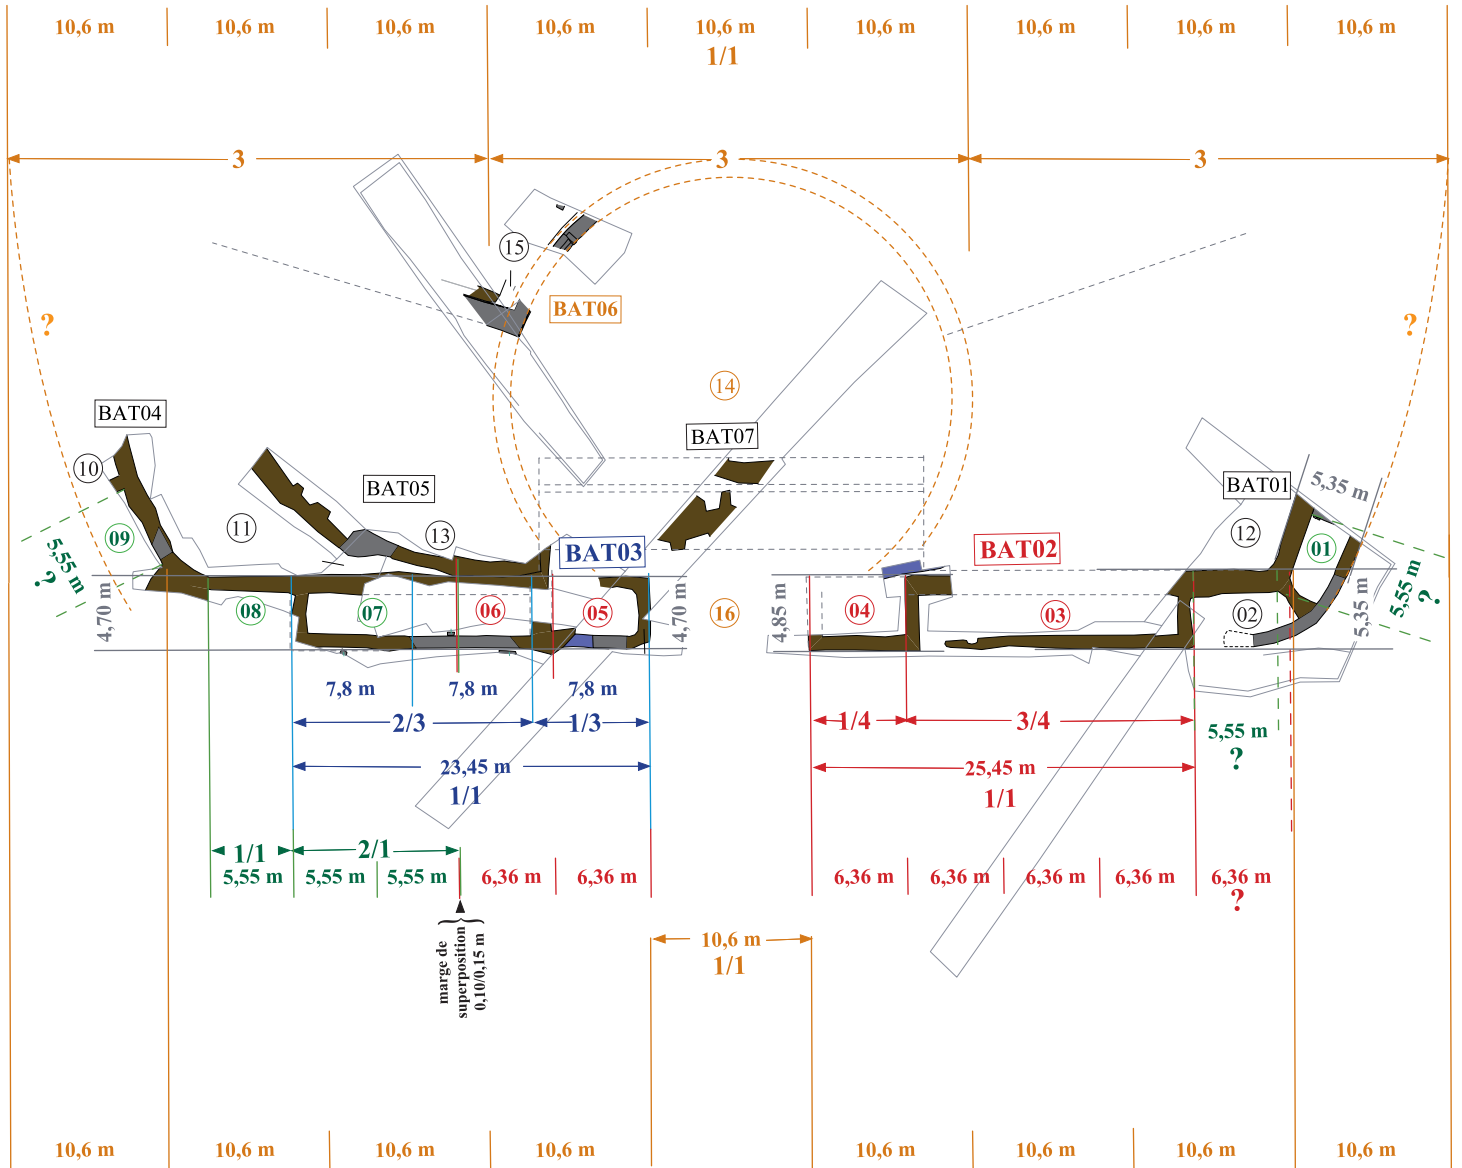 10,6 m 10,6 m 10,6 m 10,6 m 10,6 m 10,6 m 10,6 m 10,6 m 10,6 m
1/1
3 3 3
15
BAT06
? ?
14
BAT04
BAT07
10
BAT05
BAT01
5,35 m
11
13
12
09
BAT03
BAT02
01
5,55 m
?
5,55 m
?
4,70 m
08
07
06
05
4,70 m
16
4,85 m
04
03
02
5,35 m
7,8 m 7,8 m 7,8 m
2/3 1/3
1/4 3/4
5,55 m
?
23,45 m
1/1
25,45 m
1/1
1/1 2/1
5,55 m 5,55 m 5,55 m 6,36 m 6,36 m
6,36 m 6,36 m 6,36 m 6,36 m 6,36 m
?
marge de
superposition
0,10/0,15 m
10,6 m
1/1
10,6 m 10,6 m 10,6 m 10,6 m 10,6 m 10,6 m 10,6 m 10,6 m